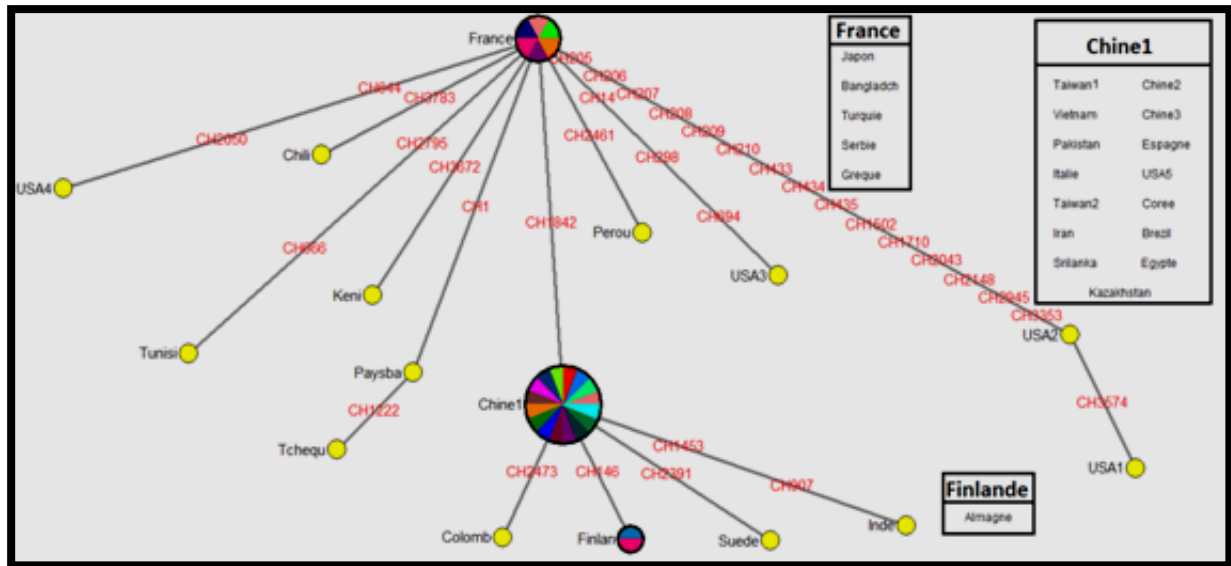 France
CH205
CH206
CH14
CH207
CH208
CH209
CH210
CH433
CH434
CH435
CH1602
CH1710
CH2043
CH2148
CH2945
CH3353
USA2
CH3574
USA1
CH644
CH2050
USA4
CH3783
Chili
CH2795
CH666
Tunisi
CH3672
Keni
CH1
Paysba
CH1222
Tchequ
CH1842
CH2461
Perou
CH298
CH694
USA3
Chine1
CH2473
Colomb
CH146
Finlan
CH2391
Suede
CH1453
CH907
Inde
France
Japon
Bangladch
Turquie
Serbie
Greque
Chine1
Taiwan1 Chine2
Vietnam Chine3
Pakistan Espagne
Italie USA5
Taiwan2 Coree
Iran Brezil
Srilanka Egypte
Kazakhstan
Finlande
Almagne